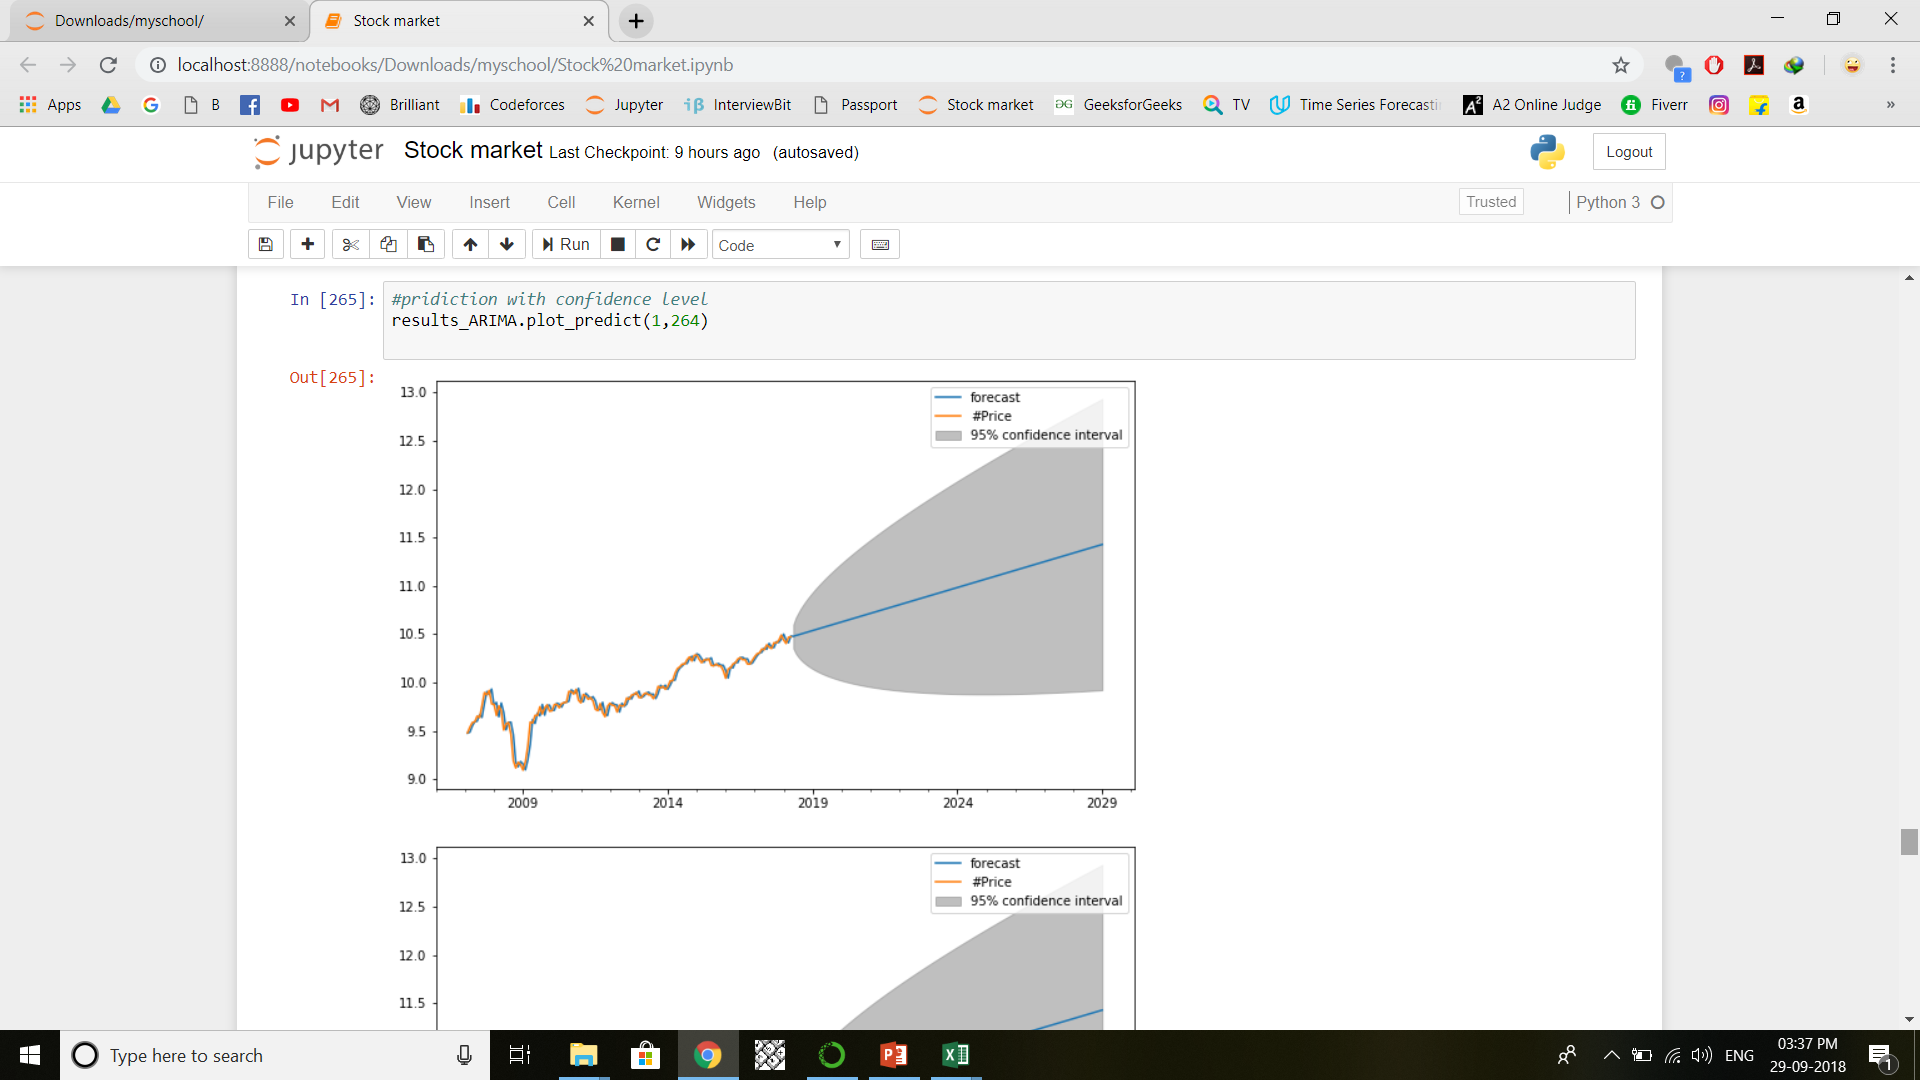 Downloads/myschool/
Stock market
localhost:8888/notebooks/Downloads/myschool/Stock%20market.ipynb
Apps
B
Brilliant
Codeforces
Jupyter
InterviewBit
Passport
Stock market
GeeksforGeeks
TV
Time Series Forecasti
A2 Online Judge
Fiverr
»
jupyter Stock market Last Checkpoint: 9 hours ago (autosaved)
Logout
File Edit View Insert Cell Kernel Widgets Help
Trusted
Python 3
Run
Code
In [265]: #pridiction with confidence level
results_ARIMA.plot_predict(1,264)
Out[265]:
13.0
12.5
12.0
11.5
11.0
10.5
10.0
9.5
9.0
forecast
#Price
95% confidence interval
2009 2014 2019 2024 2029
13.0
12.5
12.0
11.5
forecast
#Price
95% confidence interval
Type here to search
ENG
03:37 PM
29-09-2018
1